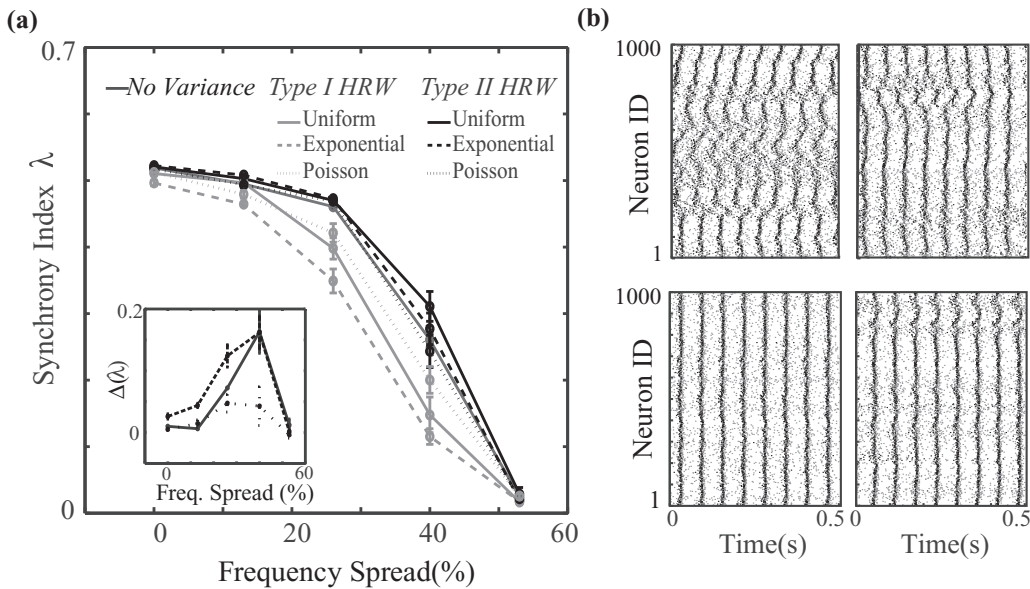 (a)
0.7
No Variance Type I HRW Type II HRW
Uniform Uniform
Exponential Exponential
Poisson Poisson
Synchrony Index λ
0.2
Δ(λ)
0
0 60
Freq. Spread (%)
0
0 20 40 60
Frequency Spread(%)
(b)
1000
Neuron ID
1
1000
Neuron ID
1
0 0.5 0 0.5
Time(s) Time(s)